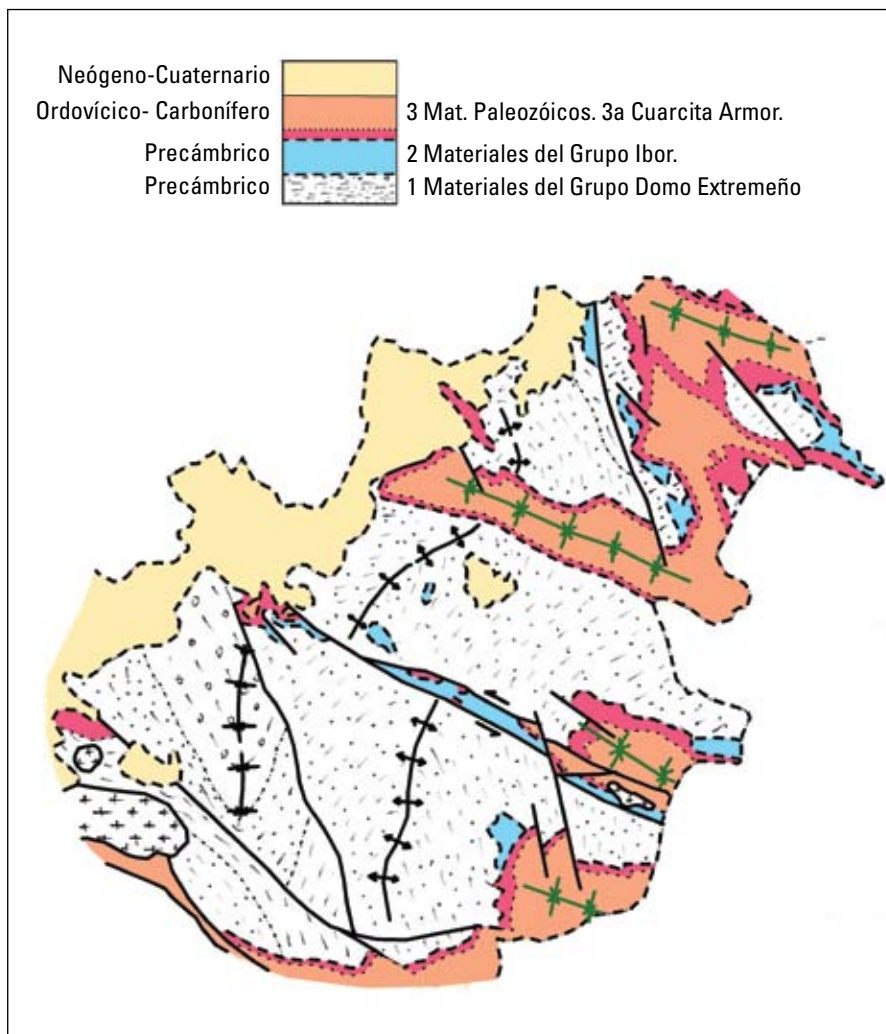 Neógeno-Cuaternario
Ordovícico- Carbonífero 3 Mat. Paleozóicos. 3a Cuarcita Armor.
Precámbrico 2 Materiales del Grupo Ibor.
Precámbrico 1 Materiales del Grupo Domo Extremeño